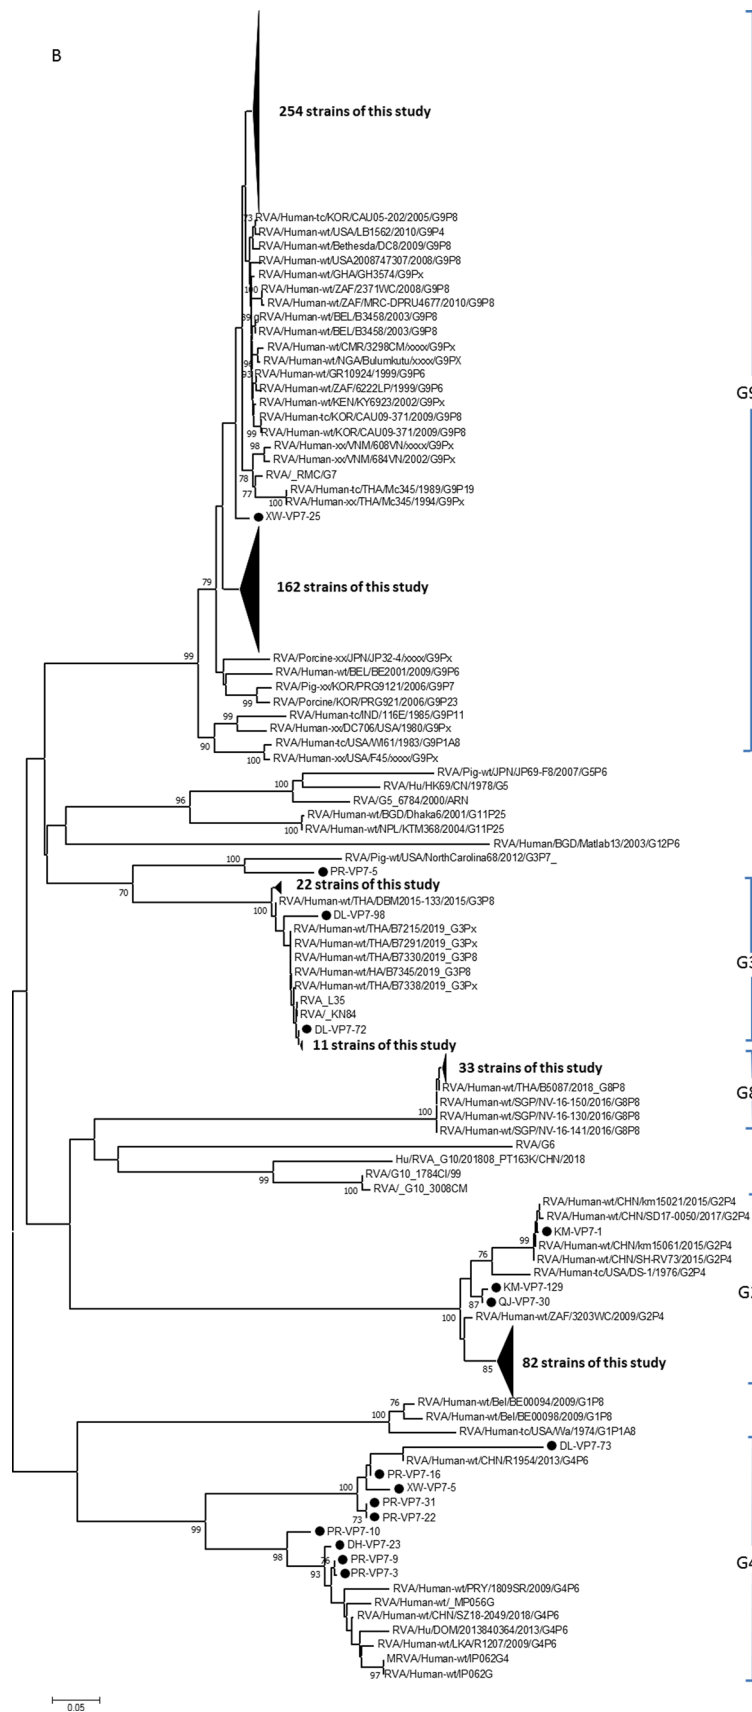 B
254 strains of this study
73
RVA/Human-tc/KOR/CAU05-202/2005/G9P8
RVA/Human-wt/USA/LB1562/2010/G9P4
RVA/Human-wt/Bethesda/DC8/2009/G9P8
RVA/Human-wt/USA2008747307/2008/G9P8
RVA/Human-wt/GHA/GH3574/G9Px
100
RVA/Human-wt/ZAF/2371WC/2008/G9P8
RVA/Human-wt/ZAF/MRC-DPRU4677/2010/G9P8
RVA/Human-wt/BEL/B3458/2003/G9P8
RVA/Human-wt/BEL/B3458/2003/G9P8
RVA/Human-wt/CMR/3298CM/xxxx/G9Px
RVA/Human-wt/NGA/Bulumkutu/xxxx/G9PX
93
RVA/Human-wt/GR10924/1999/G9P6
RVA/Human-wt/ZAF/6222LP/1999/G9P6
G9
RVA/Human-wt/KEN/KY6923/2002/G9Px
RVA/Human-tc/KOR/CAU09-371/2009/G9P8
99
RVA/Human-wt/KOR/CAU09-371/2009/G9P8
98
RVA/Human-xx/VNM/608VN/xxxx/G9Px
RVA/Human-xx/VNM/684VN/2002/G9Px
78
RVA/_RMC/G7
77
RVA/Human-tc/THA/Mc345/1989/G9P19
100
RVA/Human-xx/THA/Mc345/1994/G9Px
XW-VP7-25
79
162 strains of this study
99
RVA/Porcine-xx/JPN/JP32-4/xxxx/G9Px
RVA/Human-wt/BEL/BE2001/2009/G9P6
RVA/Pig-xx/KOR/PRG9121/2006/G9P7
99
RVA/Porcine/KOR/PRG921/2006/G9P23
99
RVA/Human-tc/IND/116E/1985/G9P11
RVA/Human-xx/DC706/USA/1980/G9Px
90
RVA/Human-tc/USA/WI61/1983/G9P1A8
100
RVA/Human-xx/USA/F45/xxxx/G9Px
RVA/Pig-wt/JPN/JP69-F8/2007/G5P6
100
RVA/Hu/HK69/CN/1978/G5
96
RVA/G5_6784/2000/ARN
RVA/Human-wt/BGD/Dhaka6/2001/G11P25
100
RVA/Human-wt/NPL/KTM368/2004/G11P25
RVA/Human/BGD/Matlab13/2003/G12P6
100
RVA/Pig-wt/USA/NorthCarolina68/2012/G3P7_
PR-VP7-5
70
22 strains of this study
100
RVA/Human-wt/THA/DBM2015-133/2015/G3P8
DL-VP7-98
RVA/Human-wt/THA/B7215/2019_G3Px
RVA/Human-wt/THA/B7291/2019_G3Px
RVA/Human-wt/THA/B7330/2019_G3P8
G3
RVA/Human-wt/HA/B7345/2019_G3P8
RVA/Human-wt/THA/B7338/2019_G3Px
RVA_L35
RVA/_KN84
DL-VP7-72
11 strains of this study
33 strains of this study
RVA/Human-wt/THA/B5087/2018_G8P8
G8
RVA/Human-wt/SGP/NV-16-150/2016/G8P8
100
RVA/Human-wt/SGP/NV-16-130/2016/G8P8
RVA/Human-wt/SGP/NV-16-141/2016/G8P8
RVA/G6
Hu/RVA_G10/201808_PT163K/CHN/2018
99
RVA/G10_1784CI/99
100
RVA/_G10_3008CM
RVA/Human-wt/CHN/km15021/2015/G2P4
RVA/Human-wt/CHN/SD17-0050/2017/G2P4
KM-VP7-1
99
RVA/Human-wt/CHN/km15061/2015/G2P4
76
RVA/Human-wt/CHN/SH-RV73/2015/G2P4
RVA/Human-tc/USA/DS-1/1976/G2P4
KM-VP7-129
87
QJ-VP7-30
100
RVA/Human-wt/ZAF/3203WC/2009/G2P4
85
82 strains of this study
76
RVA/Human-wt/Bel/BE00094/2009/G1P8
100
RVA/Human-wt/Bel/BE00098/2009/G1P8
RVA/Human-tc/USA/Wa/1974/G1P1A8
DL-VP7-73
RVA/Human-wt/CHN/R1954/2013/G4P6
PR-VP7-16
100
XW-VP7-5
PR-VP7-31
73
PR-VP7-22
99
PR-VP7-10
DH-VP7-23
98
76
PR-VP7-9
G4
93
PR-VP7-3
RVA/Human-wt/PRY/1809SR/2009/G4P6
RVA/Human-wt/_MP056G
RVA/Human-wt/CHN/SZ18-2049/2018/G4P6
RVA/Hu/DOM/2013840364/2013/G4P6
RVA/Human-wt/LKA/R1207/2009/G4P6
MRVA/Human-wt/IP062G4
97
RVA/Human-wt/IP062G
0.05